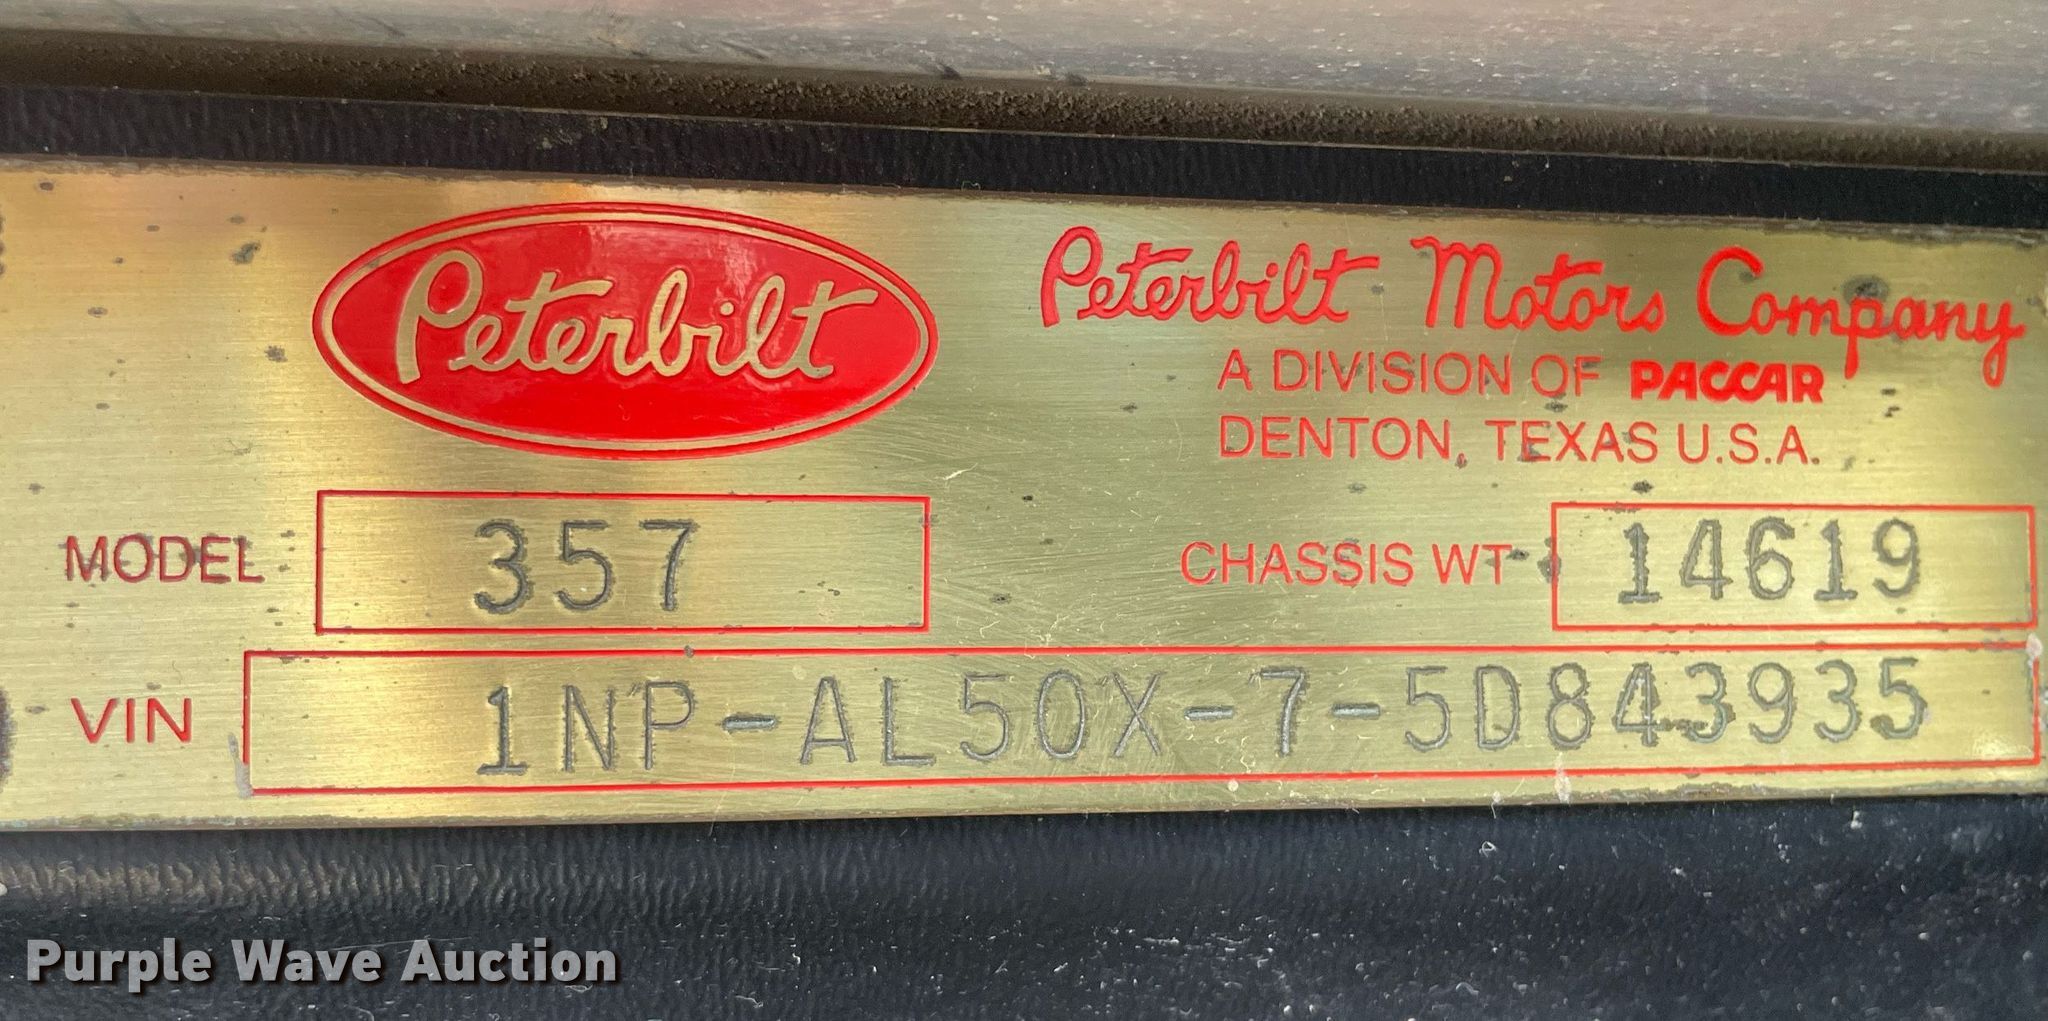 Peterbilt
Peterbilt Motors Company
A DIVISION OF PACCAR
DENTON, TEXAS U.S.A.
MODEL 357
CHASSIS WT 14619
VIN 1NP-AL50X-7-5D843935
Purple Wave Auction